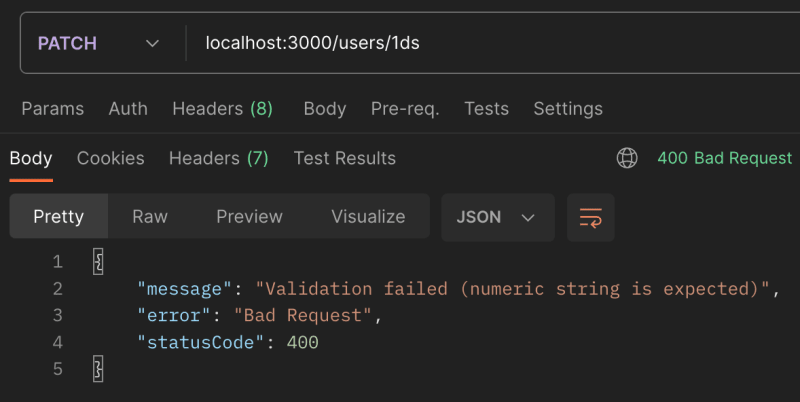 PATCH localhost:3000/users/1ds
Params Auth Headers (8) Body Pre-req. Tests Settings
Body Cookies Headers (7) Test Results 400 Bad Request
Pretty Raw Preview Visualize JSON
1 {
2 "message": "Validation failed (numeric string is expected)",
3 "error": "Bad Request",
4 "statusCode": 400
5 }